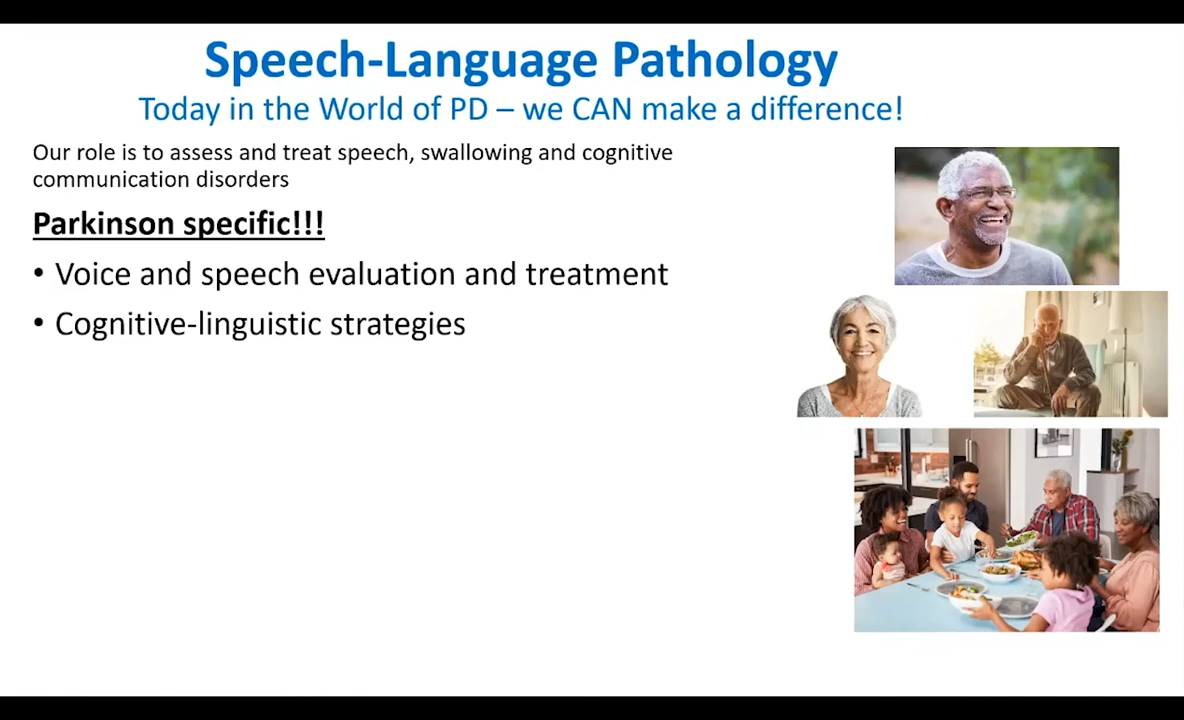 Speech-Language Pathology
Today in the World of PD – we CAN make a difference!
Our role is to assess and treat speech, swallowing and cognitive
communication disorders
Parkinson specific!!!
• Voice and speech evaluation and treatment
• Cognitive-linguistic strategies